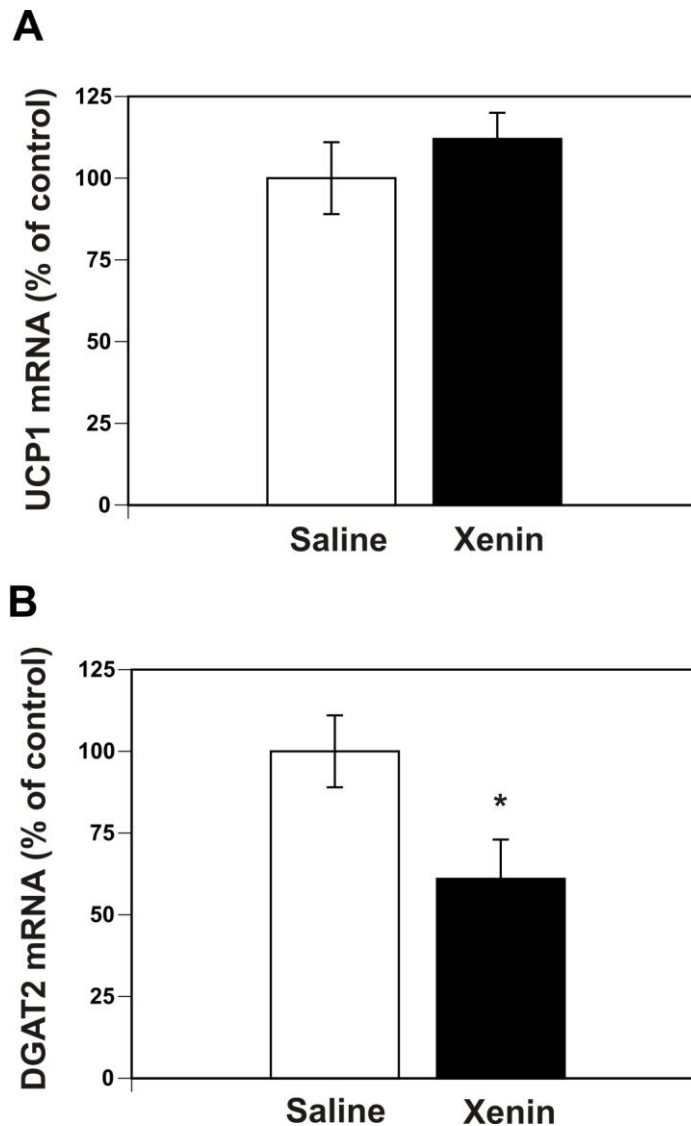 A
UCP1 mRNA (% of control)
125
100
75
50
25
0
Saline Xenin
B
DGAT2 mRNA (% of control)
125
100
75
50
25
0
*
Saline Xenin